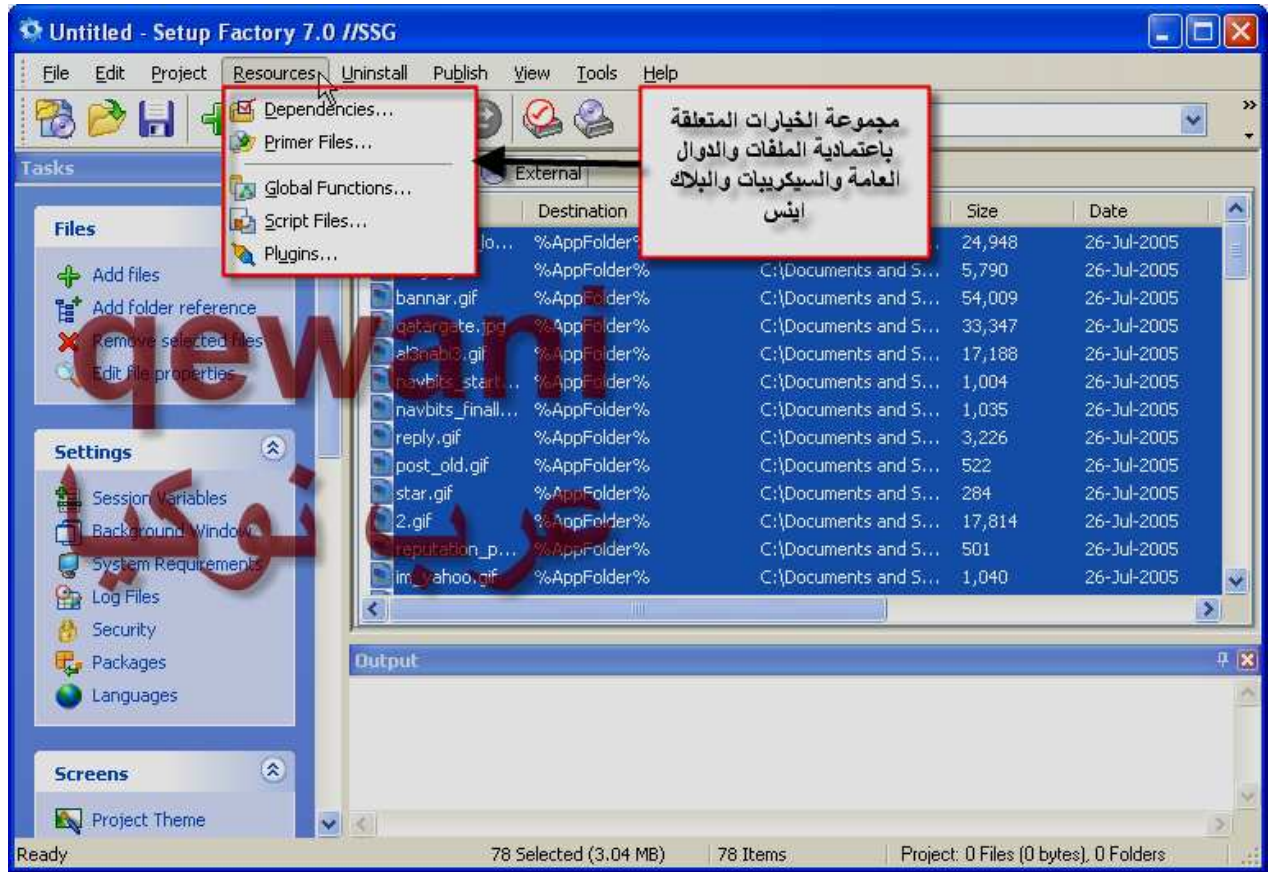 Untitled - Setup Factory 7.0 //SSG
File Edit Project Resources Uninstall Publish View Tools Help
Dependencies...
Primer Files...
Global Functions...
Script Files...
Plugins...
مجموعة الخيارات المتعلقة
باعتمادية الملفات والدوال
العامة والسيكريبات والبلاك
اينس
Tasks
External
Files
Add files
Add folder reference
Remove selected files
Edit file properties
Settings
Session Variables
Background Window
System Requirements
Log Files
Security
Packages
Languages
Screens
Project Theme
Destination Size Date
%AppFolder% 24,948 26-Jul-2005
%AppFolder% C:\Documents and S... 5,790 26-Jul-2005
bannar.gif %AppFolder% C:\Documents and S... 54,009 26-Jul-2005
qatargate.jpg %AppFolder% C:\Documents and S... 33,347 26-Jul-2005
al3nabi3.gif %AppFolder% C:\Documents and S... 17,188 26-Jul-2005
navbits_start... %AppFolder% C:\Documents and S... 1,004 26-Jul-2005
navbits_finall... %AppFolder% C:\Documents and S... 1,035 26-Jul-2005
reply.gif %AppFolder% C:\Documents and S... 3,226 26-Jul-2005
post_old.gif %AppFolder% C:\Documents and S... 522 26-Jul-2005
star.gif %AppFolder% C:\Documents and S... 284 26-Jul-2005
2.gif %AppFolder% C:\Documents and S... 17,814 26-Jul-2005
reputation_p... %AppFolder% C:\Documents and S... 501 26-Jul-2005
im_yahoo.gif %AppFolder% C:\Documents and S... 1,040 26-Jul-2005
qewani
عرب نوكيا
Output
Ready 78 Selected (3.04 MB) 78 Items Project: 0 Files (0 bytes), 0 Folders